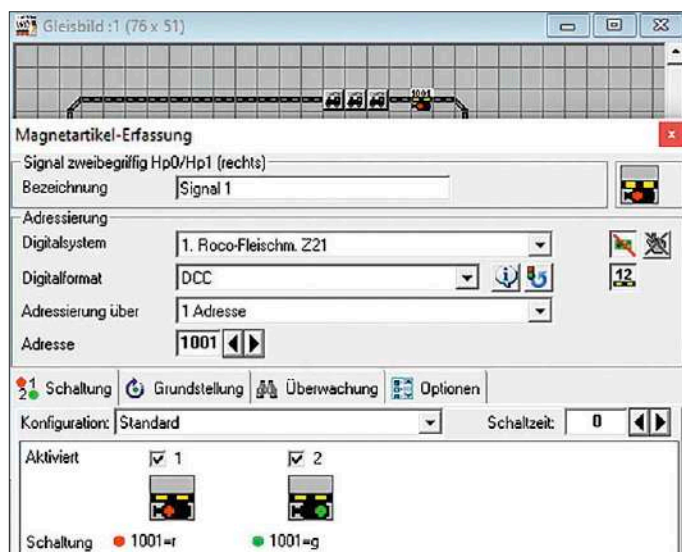 Gleisbild :1 (76 x 51)
1001
Magnetartikel-Erfassung
Signal zweibegriffig Hp0/Hp1 (rechts)
Bezeichnung Signal 1
Adressierung
Digitalsystem 1. Roco-Fleischm. Z21
Digitalformat DCC 12
Adressierung über 1 Adresse
Adresse 1001
1 2 Schaltung Grundstellung Überwachung Optionen
Konfiguration: Standard Schaltzeit: 0
Aktiviert 1 2
Schaltung 1001=r 1001=g